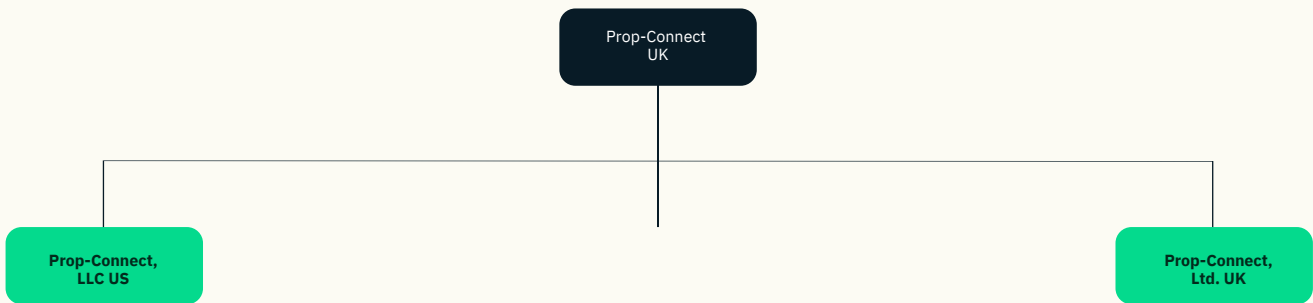 Prop-Connect
UK
Prop-Connect,
LLC US
Prop-Connect,
Ltd. UK